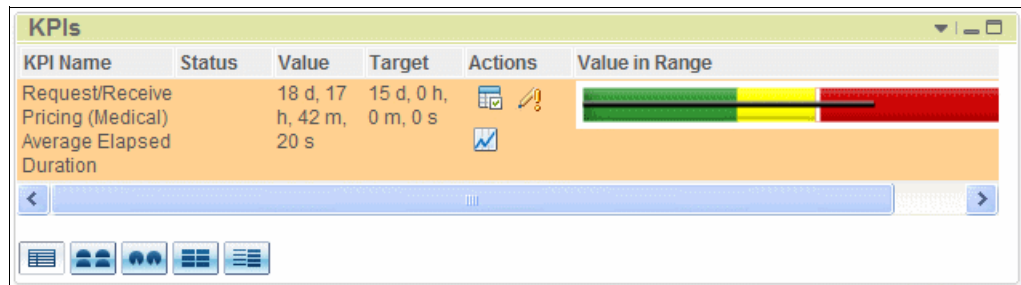 KPIs
KPI Name Status Value Target Actions Value in Range
Request/Receive 18 d, 17 15 d, 0 h,
Pricing (Medical) h, 42 m, 0 m, 0 s
Average Elapsed 20 s
Duration